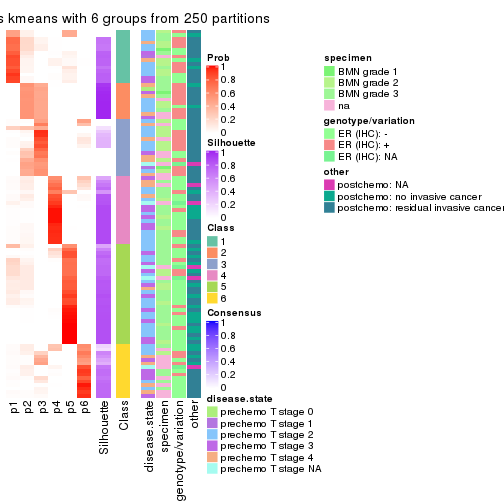 s kmeans with 6 groups from 250 partitions
Prob
1
0.8
0.6
0.4
0.2
0
Silhouette
1
0.8
0.6
0.4
0.2
0
Class
1
2
3
4
5
6
Consensus
1
0.8
0.6
0.4
0.2
0
disease.state
prechemo T stage 0
prechemo T stage 1
prechemo T stage 2
prechemo T stage 3
prechemo T stage 4
prechemo T stage NA
specimen
BMN grade 1
BMN grade 2
BMN grade 3
na
genotype/variation
ER (IHC): -
ER (IHC): +
ER (IHC): NA
other
postchemo: NA
postchemo: no invasive cancer
postchemo: residual invasive cancer
p1
p2
p3
p4
p5
p6
Silhouette
Class
disease.state
specimen
genotype/variation
other